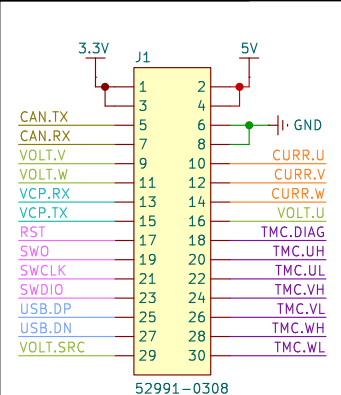 3.3V J1 5V
1 2
3 4
CAN.TX 5 6 GND
CAN.RX 7 8
VOLT.V 9 10 CURR.U
VOLT.W 11 12 CURR.V
VCP.RX 13 14 CURR.W
VCP.TX 15 16 VOLT.U
RST 17 18 TMC.DIAG
SWO 19 20 TMC.UH
SWCLK 21 22 TMC.UL
SWDIO 23 24 TMC.VH
USB.DP 25 26 TMC.VL
USB.DN 27 28 TMC.WH
VOLT.SRC 29 30 TMC.WL
52991-0308